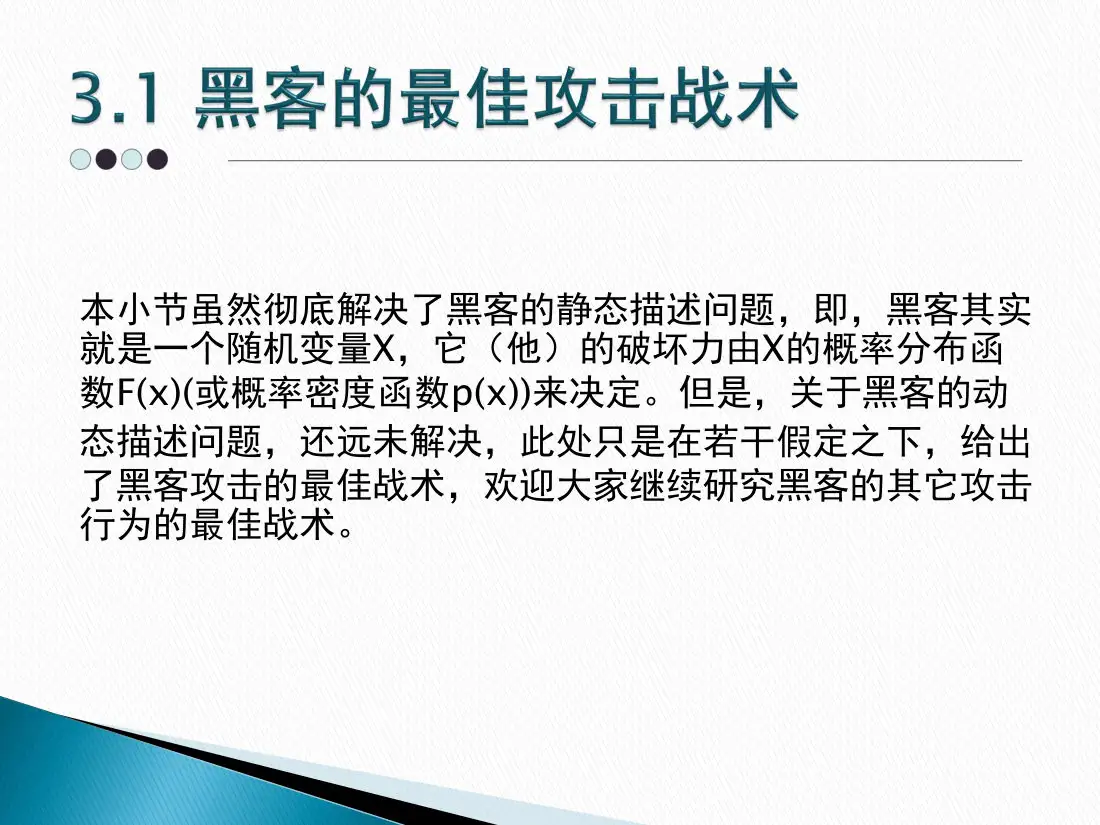 3.1 黑客的最佳攻击战术
本小节虽然彻底解决了黑客的静态描述问题，即，黑客其实
就是一个随机变量X，它（他）的破坏力由X的概率分布函
数F(x)(或概率密度函数p(x))来决定。但是，关于黑客的动
态描述问题，还远未解决，此处只是在若干假定之下，给出
了黑客攻击的最佳战术，欢迎大家继续研究黑客的其它攻击
行为的最佳战术。